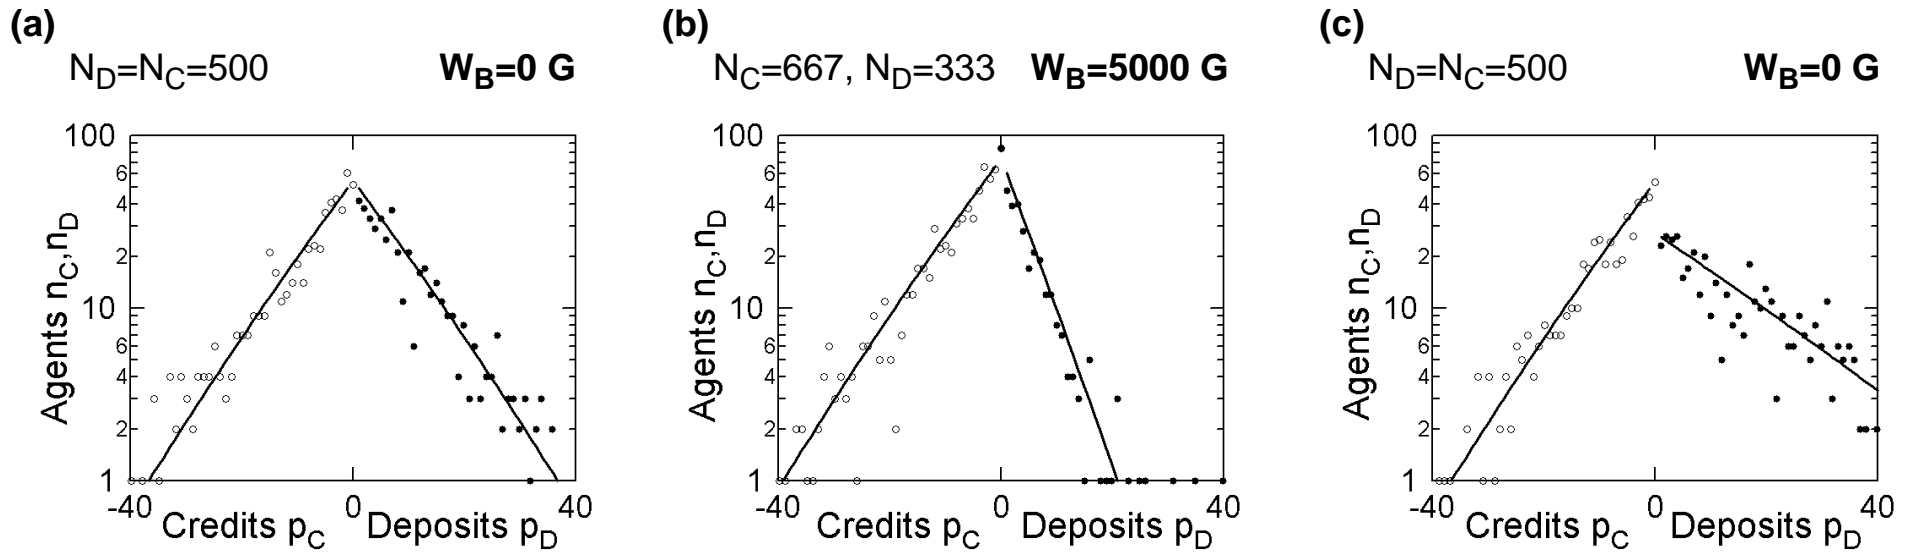 (a)
N_D=N_C=500 W_B=0 G
100
6
4
2
10
6
4
2
1
-40 0 40
Credits p_C Deposits p_D
Agents n_C,n_D
(b)
N_C=667, N_D=333 W_B=5000 G
100
6
4
2
10
6
4
2
1
-40 0 40
Credits p_C Deposits p_D
Agents n_C,n_D
(c)
N_D=N_C=500 W_B=0 G
100
6
4
2
10
6
4
2
1
-40 0 40
Credits p_C Deposits p_D
Agents n_C,n_D